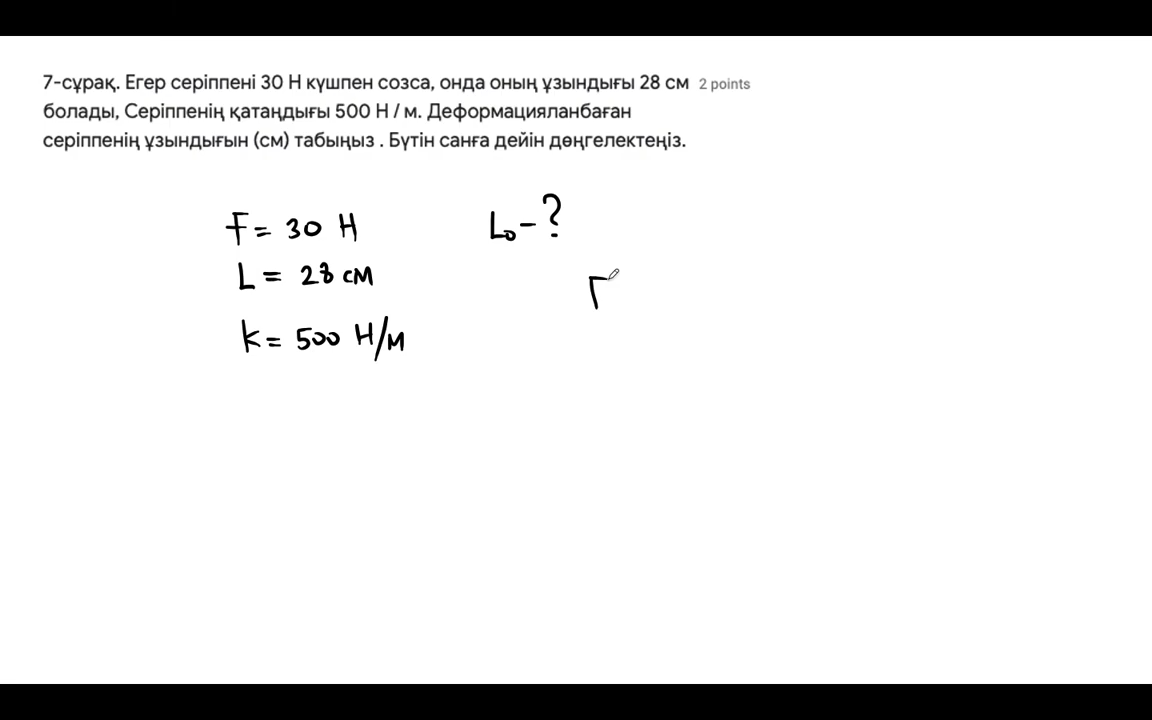 7-сұрақ. Егер серіппені 30 Н күшпен созса, онда оның ұзындығы 28 см 2 points
болады, Серіппенің қатаңдығы 500 Н / м. Деформацияланбаған
серіппенің ұзындығын (см) табыңыз . Бүтін санға дейін дөңгелектеңіз.
F = 30 Н L₀ - ?
L = 28 см
Г
k = 500 Н/м